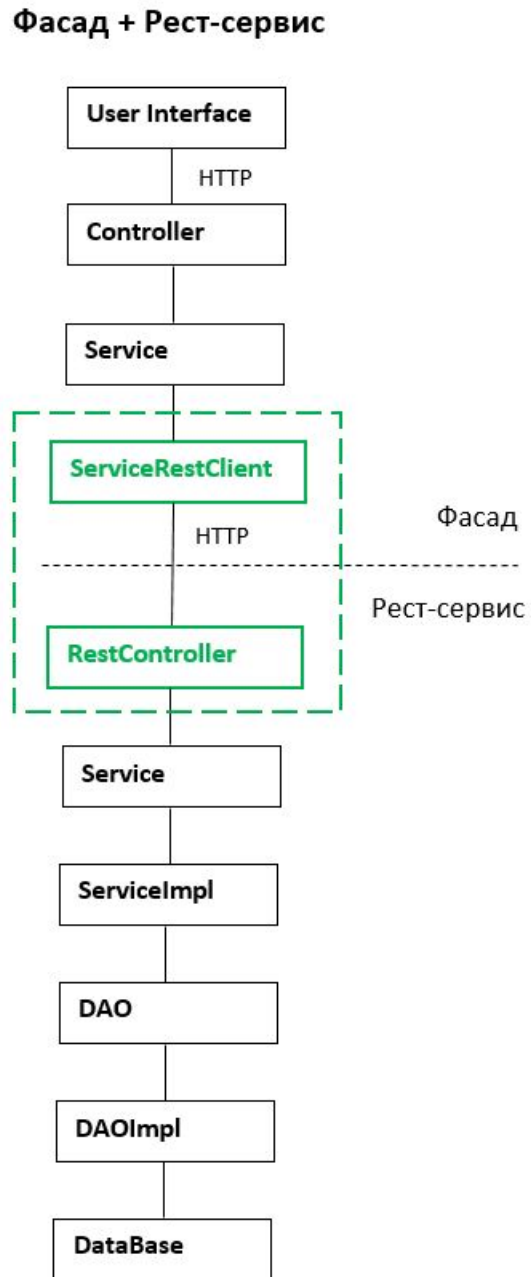 Фасад + Рест-сервис
User Interface
HTTP
Controller
Service
ServiceRestClient
HTTP
Фасад
Рест-сервис
RestController
Service
ServiceImpl
DAO
DAOImpl
DataBase